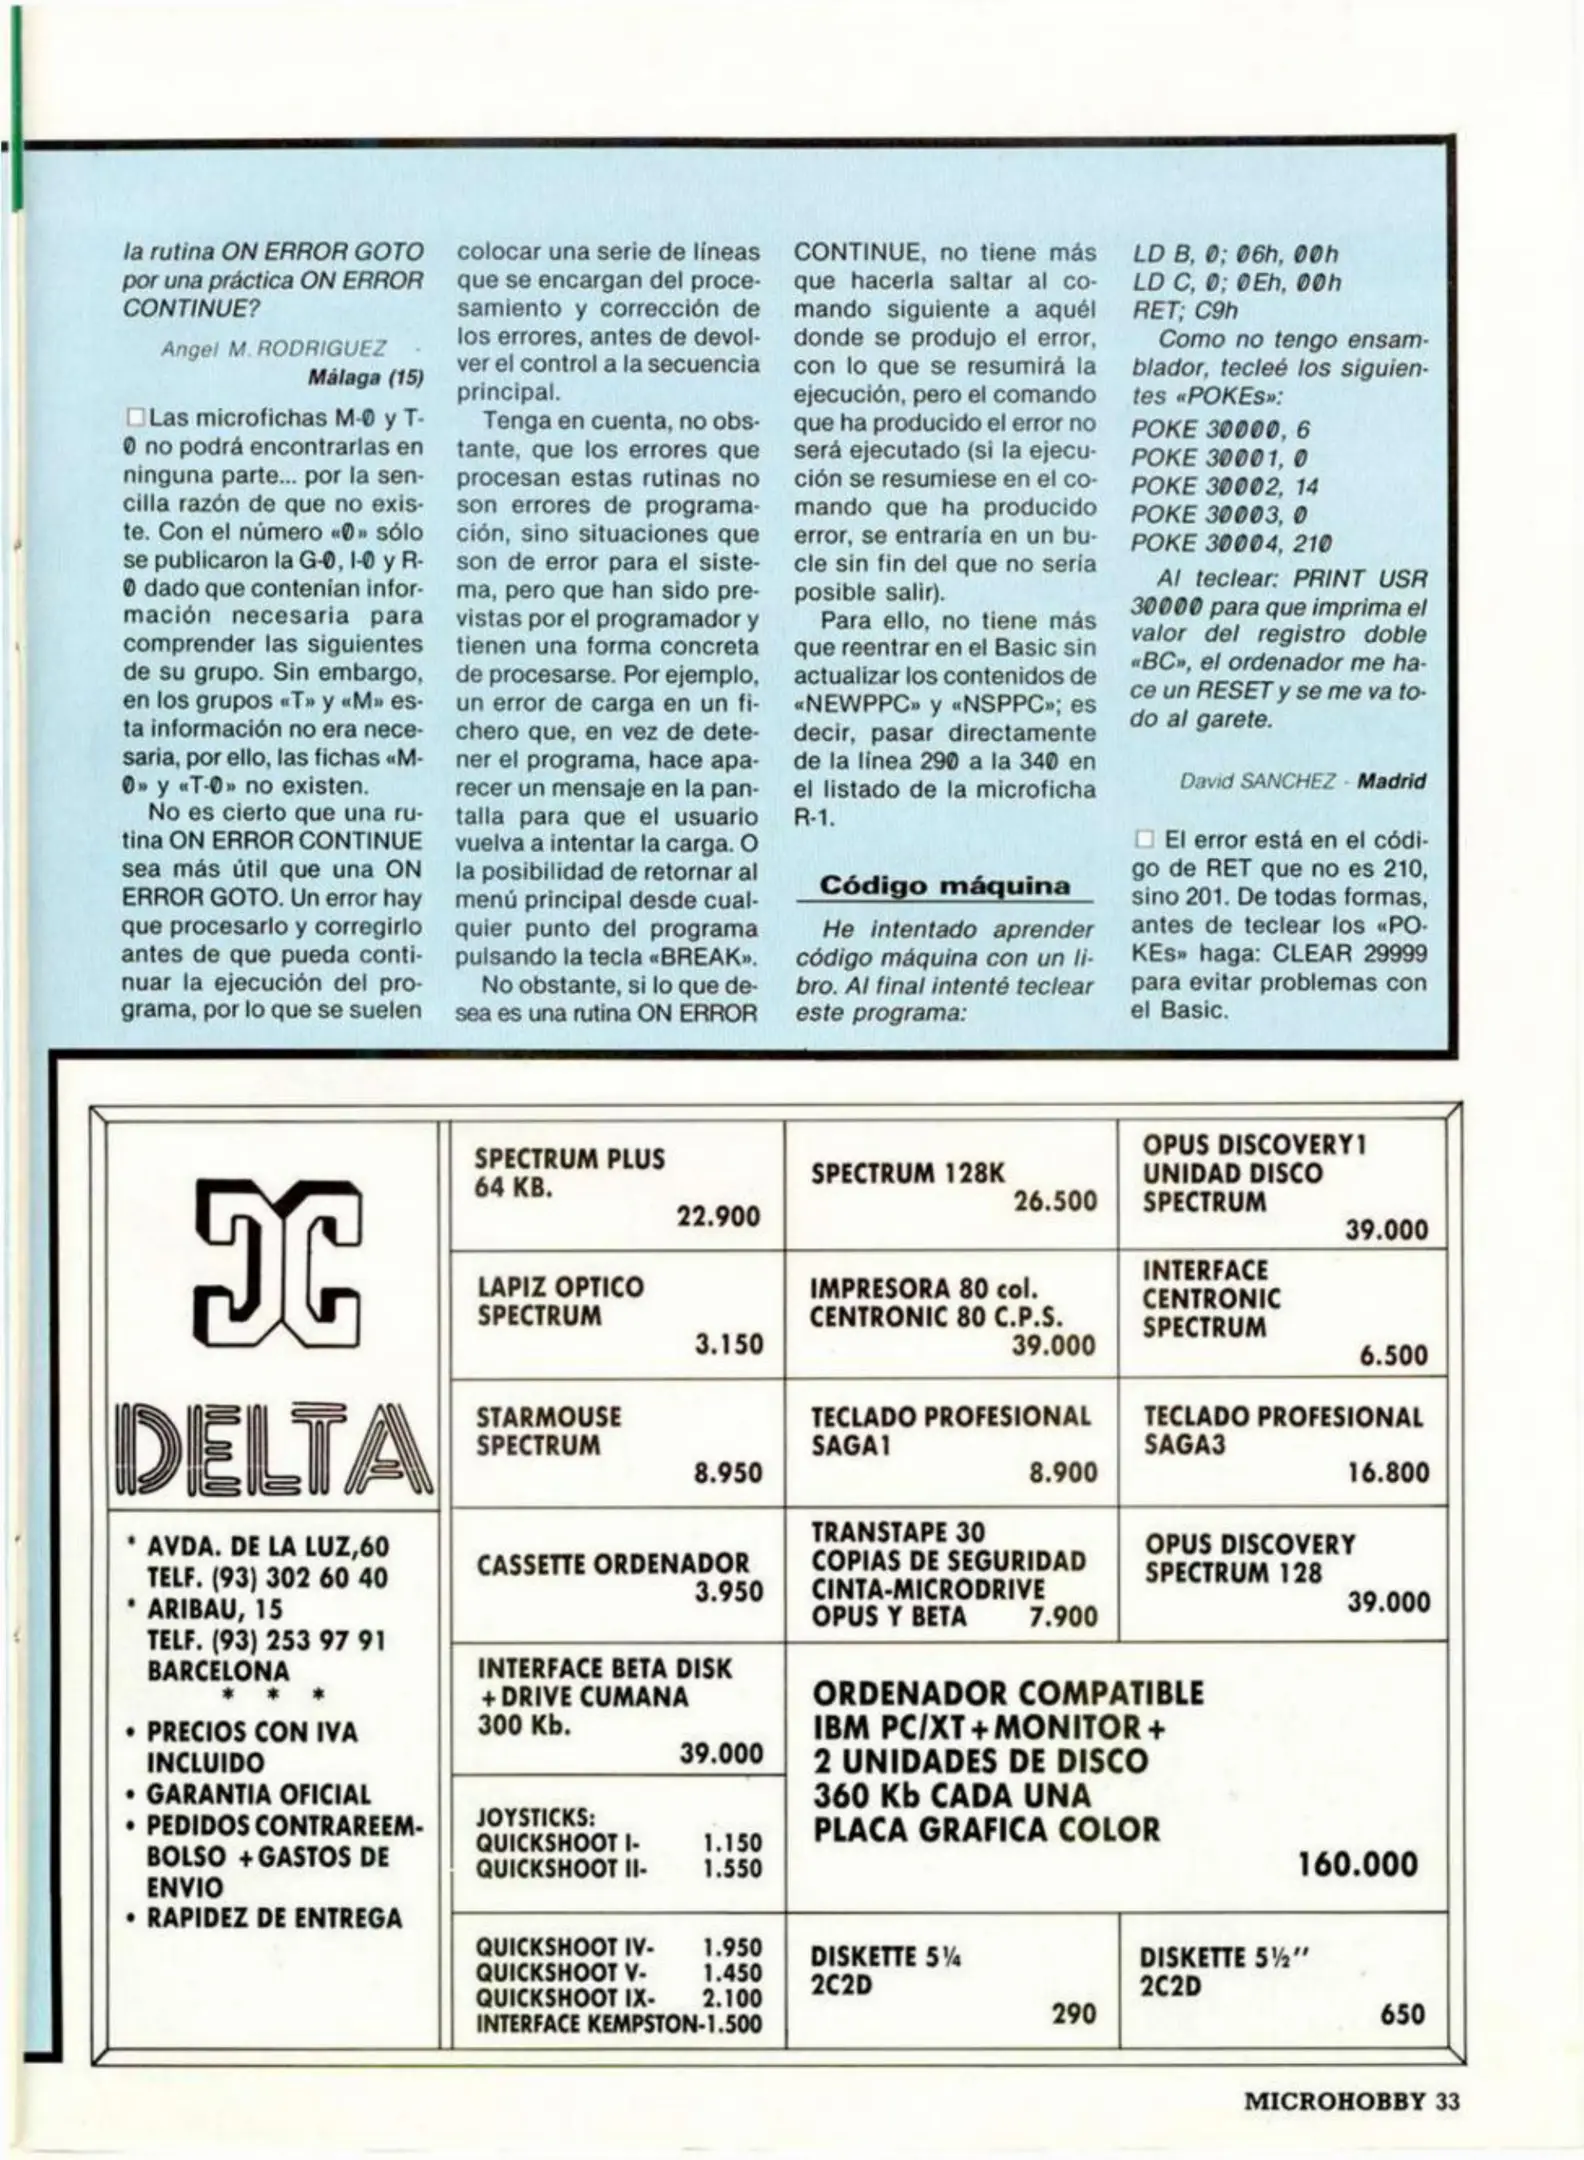 la rutina ON ERROR GOTO
por una práctica ON ERROR
CONTINUE?
Angel M. RODRIGUEZ -
Málaga (15)
Las microfichas M-0 y T-
0 no podrá encontrarlas en
ninguna parte... por la sen-
cilla razón de que no exis-
te. Con el número «0» sólo
se publicaron la G-0, I-0 y R-
0 dado que contenían infor-
mación necesaria para
comprender las siguientes
de su grupo. Sin embargo,
en los grupos «T» y «M» es-
ta información no era nece-
saria, por ello, las fichas «M-
0» y «T-0» no existen.
No es cierto que una ru-
tina ON ERROR CONTINUE
sea más útil que una ON
ERROR GOTO. Un error hay
que procesarlo y corregirlo
antes de que pueda conti-
nuar la ejecución del pro-
grama, por lo que se suelen
colocar una serie de líneas
que se encargan del proce-
samiento y corrección de
los errores, antes de devol-
ver el control a la secuencia
principal.
Tenga en cuenta, no obs-
tante, que los errores que
procesan estas rutinas no
son errores de programa-
ción, sino situaciones que
son de error para el siste-
ma, pero que han sido pre-
vistas por el programador y
tienen una forma concreta
de procesarse. Por ejemplo,
un error de carga en un fi-
chero que, en vez de dete-
ner el programa, hace apa-
recer un mensaje en la pan-
talla para que el usuario
vuelva a intentar la carga. O
la posibilidad de retornar al
menú principal desde cual-
quier punto del programa
pulsando la tecla «BREAK».
No obstante, si lo que de-
sea es una rutina ON ERROR
CONTINUE, no tiene más
que hacerla saltar al co-
mando siguiente a aquél
donde se produjo el error,
con lo que se resumirá la
ejecución, pero el comando
que ha producido el error no
será ejecutado (si la ejecu-
ción se resumiese en el co-
mando que ha producido
error, se entraría en un bu-
cle sin fin del que no sería
posible salir).
Para ello, no tiene más
que reentrar en el Basic sin
actualizar los contenidos de
«NEWPPC» y «NSPPC»; es
decir, pasar directamente
de la línea 290 a la 340 en
el listado de la microficha
R-1.
Código máquina
He intentado aprender
código máquina con un li-
bro. Al final intenté teclear
este programa:
LD B, 0; 06h, 00h
LD C, 0; 0Eh, 00h
RET; C9h
Como no tengo ensam-
blador, tecleé los siguien-
tes «POKEs»:
POKE 30000, 6
POKE 30001, 0
POKE 30002, 14
POKE 30003, 0
POKE 30004, 210
Al teclear: PRINT USR
30000 para que imprima el
valor del registro doble
«BC», el ordenador me ha-
ce un RESET y se me va to-
do al garete.
David SANCHEZ - Madrid
El error está en el códi-
go de RET que no es 210,
sino 201. De todas formas,
antes de teclear los «PO-
KEs» haga: CLEAR 29999
para evitar problemas con
el Basic.
DELTA
* AVDA. DE LA LUZ,60
TELF. (93) 302 60 40
* ARIBAU, 15
TELF. (93) 253 97 91
BARCELONA
* * *
• PRECIOS CON IVA
INCLUIDO
• GARANTIA OFICIAL
• PEDIDOS CONTRAREEM-
BOLSO + GASTOS DE
ENVIO
• RAPIDEZ DE ENTREGA
SPECTRUM PLUS
64 KB.
22.900
SPECTRUM 128K
26.500
OPUS DISCOVERY1
UNIDAD DISCO
SPECTRUM
39.000
LAPIZ OPTICO
SPECTRUM
3.150
IMPRESORA 80 col.
CENTRONIC 80 C.P.S.
39.000
INTERFACE
CENTRONIC
SPECTRUM
6.500
STARMOUSE
SPECTRUM
8.950
TECLADO PROFESIONAL
SAGA1
8.900
TECLADO PROFESIONAL
SAGA3
16.800
CASSETTE ORDENADOR
3.950
TRANSTAPE 30
COPIAS DE SEGURIDAD
CINTA-MICRODRIVE
OPUS Y BETA 7.900
OPUS DISCOVERY
SPECTRUM 128
39.000
INTERFACE BETA DISK
+ DRIVE CUMANA
300 Kb.
39.000
ORDENADOR COMPATIBLE
IBM PC/XT + MONITOR +
2 UNIDADES DE DISCO
360 Kb CADA UNA
PLACA GRAFICA COLOR
160.000
JOYSTICKS:
QUICKSHOOT I- 1.150
QUICKSHOOT II- 1.550
QUICKSHOOT IV- 1.950
QUICKSHOOT V- 1.450
QUICKSHOOT IX- 2.100
INTERFACE KEMPSTON-1.500
DISKETTE 5¼
2C2D
290
DISKETTE 5½"
2C2D
650
MICROHOBBY 33